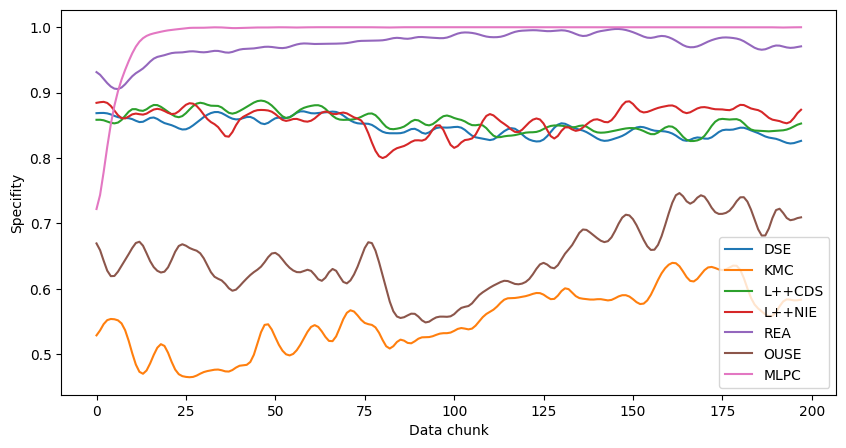 1.0
0.9
0.8
0.7
0.6
0.5
Specifity
0
25
50
75
100
125
150
175
200
Data chunk
DSE
KMC
L++CDS
L++NIE
REA
OUSE
MLPC